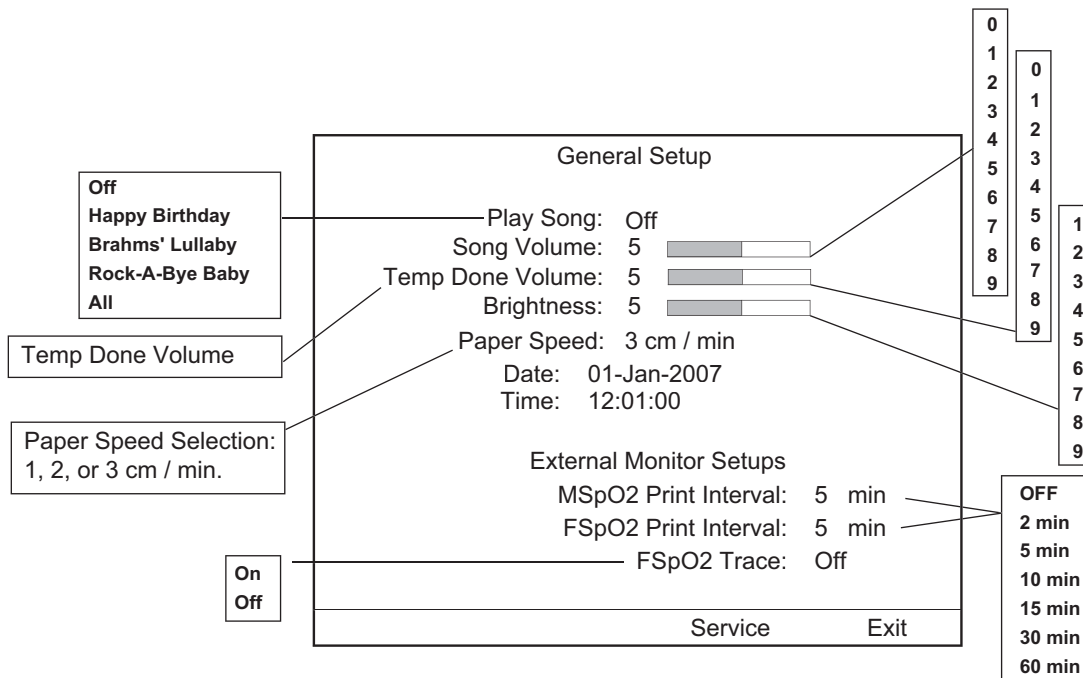 General Setup
Play Song: Off
Song Volume: 5
Temp Done Volume: 5
Brightness: 5
Paper Speed: 3 cm / min
Date: 01-Jan-2007
Time: 12:01:00
External Monitor Setups
MSpO2 Print Interval: 5 min
FSpO2 Print Interval: 5 min
FSpO2 Trace: Off
Service Exit
Off
Happy Birthday
Brahms' Lullaby
Rock-A-Bye Baby
All
Temp Done Volume
Paper Speed Selection:
1, 2, or 3 cm / min.
On
Off
0
1
2
3
4
5
6
7
8
9
0
1
2
3
4
5
6
7
8
9
1
2
3
4
5
6
7
8
9
OFF
2 min
5 min
10 min
15 min
30 min
60 min